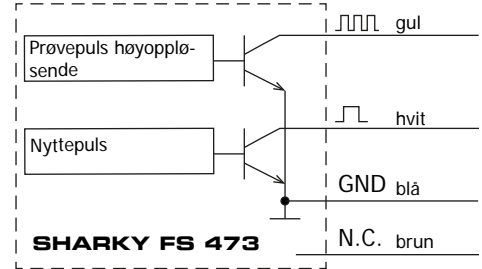 gul
Prøvepuls høyoppløsende
hvit
Nyttepuls
GND blå
SHARKY FS 473
N.C. brun